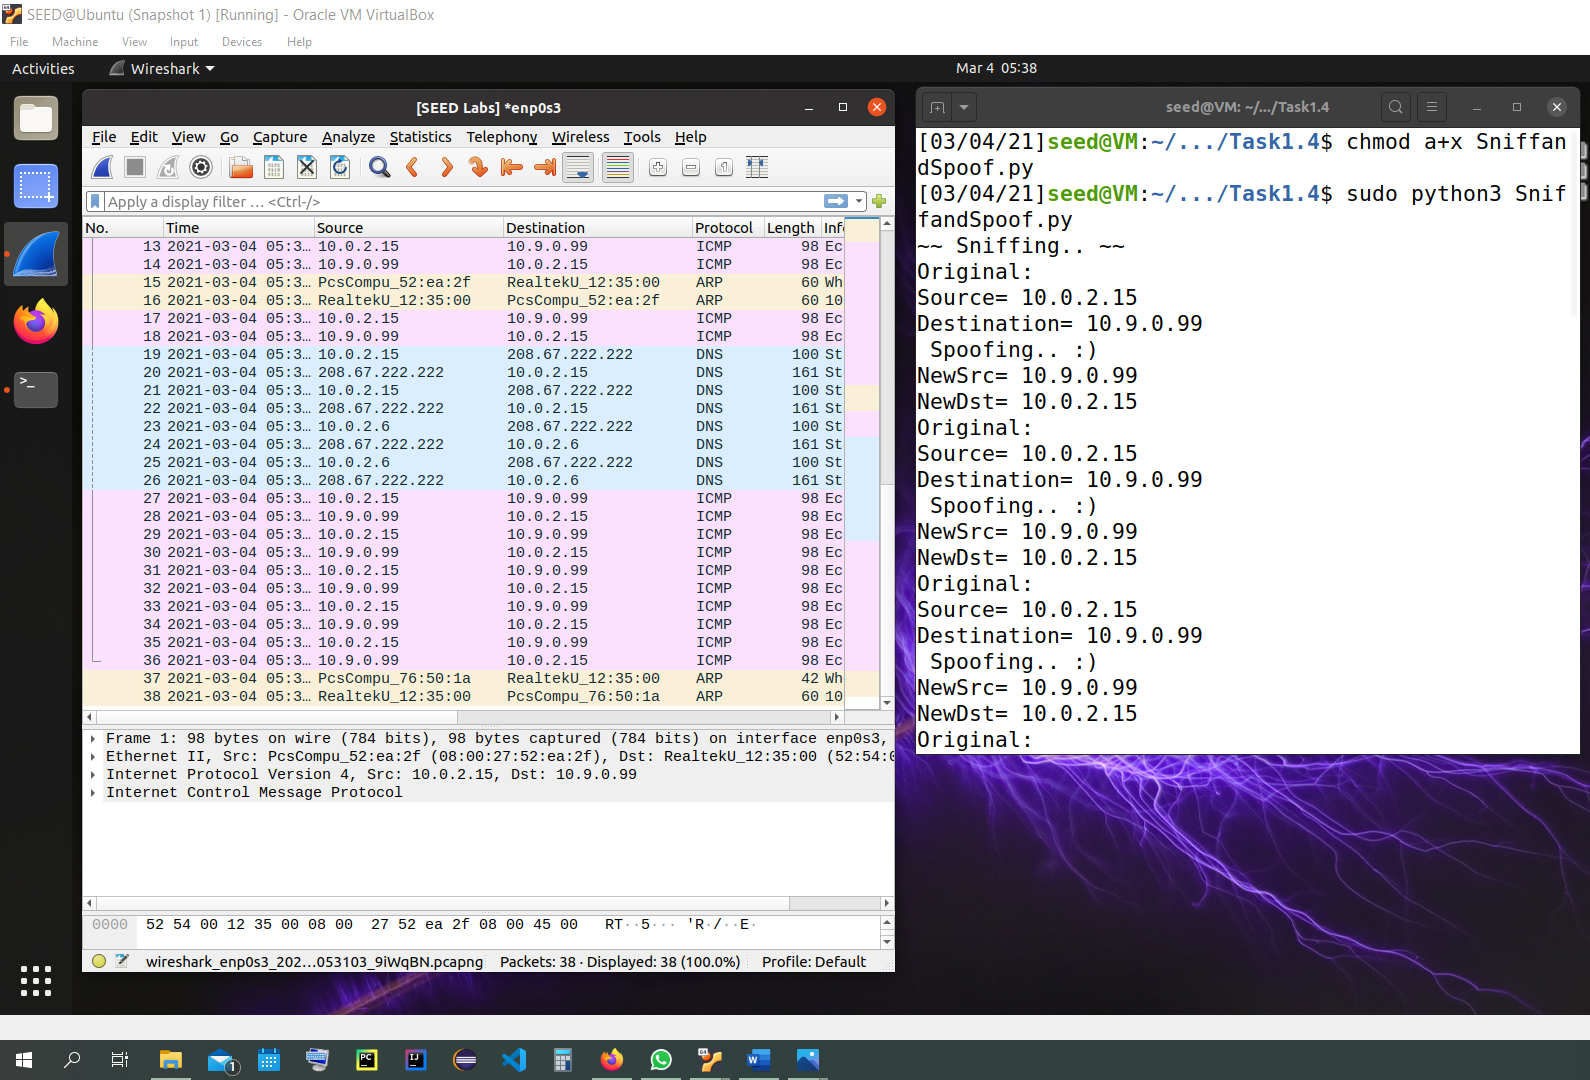 SEED@Ubuntu (Snapshot 1) [Running] - Oracle VM VirtualBox
File Machine View Input Devices Help
Activities Wireshark Mar 4 05:38
[SEED Labs] *enp0s3
File Edit View Go Capture Analyze Statistics Telephony Wireless Tools Help
Apply a display filter … <Ctrl-/>
No. Time Source Destination Protocol Length Info
13 2021-03-04 05:3… 10.0.2.15 10.9.0.99 ICMP 98 Ec
14 2021-03-04 05:3… 10.9.0.99 10.0.2.15 ICMP 98 Ec
15 2021-03-04 05:3… PcsCompu_52:ea:2f RealtekU_12:35:00 ARP 60 Wh
16 2021-03-04 05:3… RealtekU_12:35:00 PcsCompu_52:ea:2f ARP 60 10
17 2021-03-04 05:3… 10.0.2.15 10.9.0.99 ICMP 98 Ec
18 2021-03-04 05:3… 10.9.0.99 10.0.2.15 ICMP 98 Ec
19 2021-03-04 05:3… 10.0.2.15 208.67.222.222 DNS 100 St
20 2021-03-04 05:3… 208.67.222.222 10.0.2.15 DNS 161 St
21 2021-03-04 05:3… 10.0.2.15 208.67.222.222 DNS 100 St
22 2021-03-04 05:3… 208.67.222.222 10.0.2.15 DNS 161 St
23 2021-03-04 05:3… 10.0.2.6 208.67.222.222 DNS 100 St
24 2021-03-04 05:3… 208.67.222.222 10.0.2.6 DNS 161 St
25 2021-03-04 05:3… 10.0.2.6 208.67.222.222 DNS 100 St
26 2021-03-04 05:3… 208.67.222.222 10.0.2.6 DNS 161 St
27 2021-03-04 05:3… 10.0.2.15 10.9.0.99 ICMP 98 Ec
28 2021-03-04 05:3… 10.9.0.99 10.0.2.15 ICMP 98 Ec
29 2021-03-04 05:3… 10.0.2.15 10.9.0.99 ICMP 98 Ec
30 2021-03-04 05:3… 10.9.0.99 10.0.2.15 ICMP 98 Ec
31 2021-03-04 05:3… 10.0.2.15 10.9.0.99 ICMP 98 Ec
32 2021-03-04 05:3… 10.9.0.99 10.0.2.15 ICMP 98 Ec
33 2021-03-04 05:3… 10.0.2.15 10.9.0.99 ICMP 98 Ec
34 2021-03-04 05:3… 10.9.0.99 10.0.2.15 ICMP 98 Ec
35 2021-03-04 05:3… 10.0.2.15 10.9.0.99 ICMP 98 Ec
36 2021-03-04 05:3… 10.9.0.99 10.0.2.15 ICMP 98 Ec
37 2021-03-04 05:3… PcsCompu_76:50:1a RealtekU_12:35:00 ARP 42 Wh
38 2021-03-04 05:3… RealtekU_12:35:00 PcsCompu_76:50:1a ARP 60 10
Frame 1: 98 bytes on wire (784 bits), 98 bytes captured (784 bits) on interface enp0s3,
Ethernet II, Src: PcsCompu_52:ea:2f (08:00:27:52:ea:2f), Dst: RealtekU_12:35:00 (52:54:0
Internet Protocol Version 4, Src: 10.0.2.15, Dst: 10.9.0.99
Internet Control Message Protocol
0000 52 54 00 12 35 00 08 00 27 52 ea 2f 08 00 45 00 RT··5··· 'R·/··E·
wireshark_enp0s3_202…053103_9iWqBN.pcapng Packets: 38 · Displayed: 38 (100.0%) Profile: Default
seed@VM: ~/.../Task1.4
[03/04/21]seed@VM:~/.../Task1.4$ chmod a+x Sniffan
dSpoof.py
[03/04/21]seed@VM:~/.../Task1.4$ sudo python3 Snif
fandSpoof.py
~~ Sniffing.. ~~
Original:
Source= 10.0.2.15
Destination= 10.9.0.99
Spoofing.. :)
NewSrc= 10.9.0.99
NewDst= 10.0.2.15
Original:
Source= 10.0.2.15
Destination= 10.9.0.99
Spoofing.. :)
NewSrc= 10.9.0.99
NewDst= 10.0.2.15
Original:
Source= 10.0.2.15
Destination= 10.9.0.99
Spoofing.. :)
NewSrc= 10.9.0.99
NewDst= 10.0.2.15
Original: